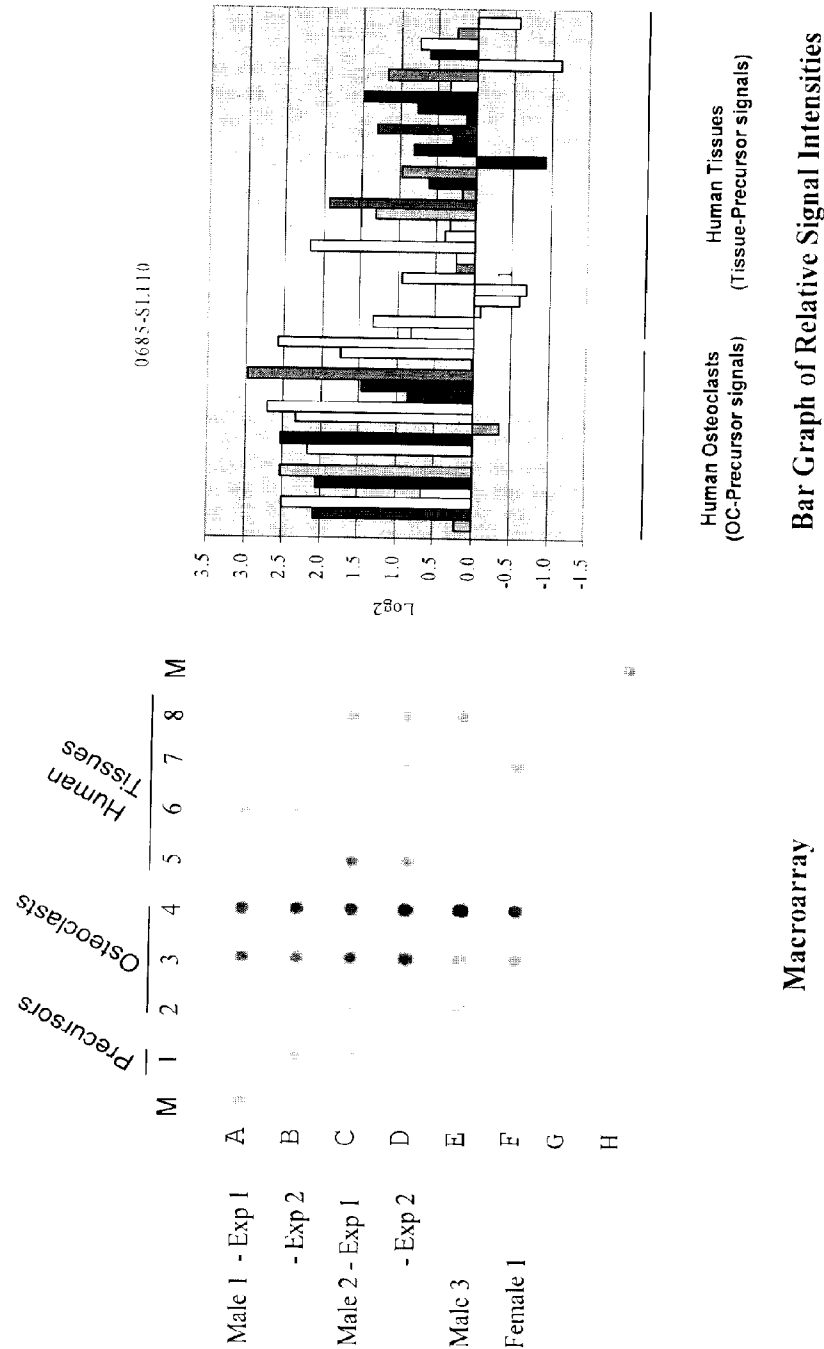 Precursors
Osteoclasts
Human
Tissues
M 1 2 3 4 5 6 7 8 M
Male 1 - Exp 1 A
- Exp 2 B
Male 2 - Exp 1 C
- Exp 2 D
Male 3 E
Female 1 F
G
H
Macroarray
0685-SL110
Log2
3.5
3.0
2.5
2.0
1.5
1.0
0.5
0.0
-0.5
-1.0
-1.5
Human Osteoclasts
(OC-Precursor signals)
Human Tissues
(Tissue-Precursor signals)
Bar Graph of Relative Signal Intensities